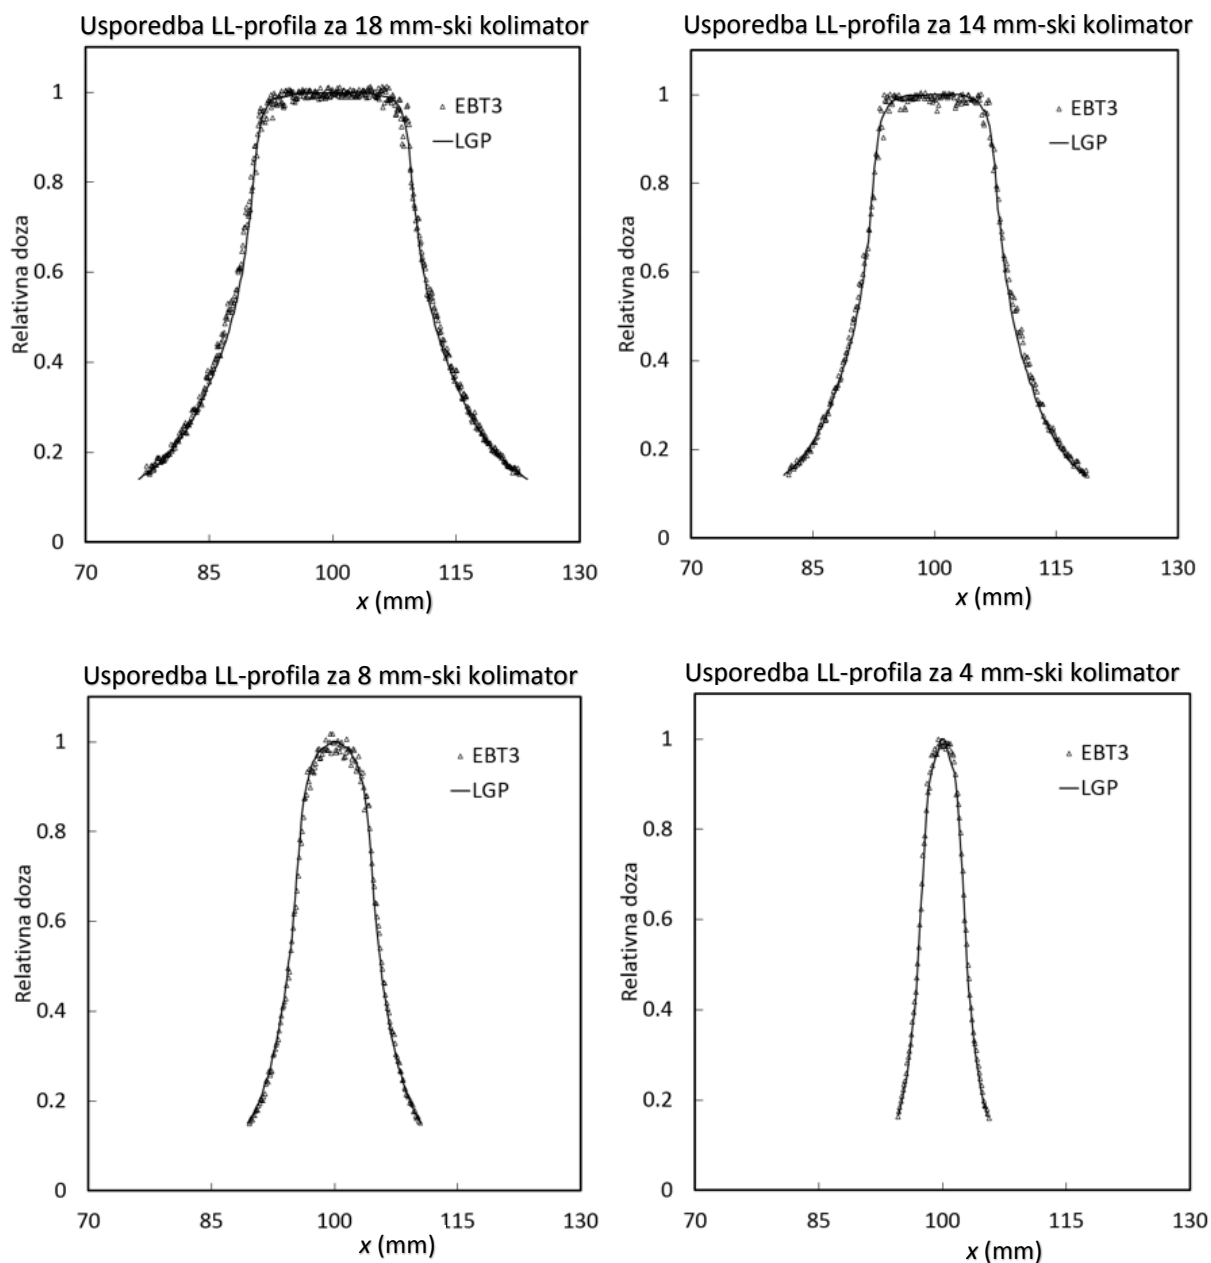 Usporedba LL-profila za 18 mm-ski kolimator
1
0.8
0.6
0.4
0.2
0
Relativna doza
EBT3
LGP
70 85 100 115 130
x (mm)
Usporedba LL-profila za 14 mm-ski kolimator
1
0.8
0.6
0.4
0.2
0
Relativna doza
EBT3
LGP
70 85 100 115 130
x (mm)
Usporedba LL-profila za 8 mm-ski kolimator
1
0.8
0.6
0.4
0.2
0
Relativna doza
EBT3
LGP
70 85 100 115 130
x (mm)
Usporedba LL-profila za 4 mm-ski kolimator
1
0.8
0.6
0.4
0.2
0
Relativna doza
EBT3
LGP
70 85 100 115 130
x (mm)